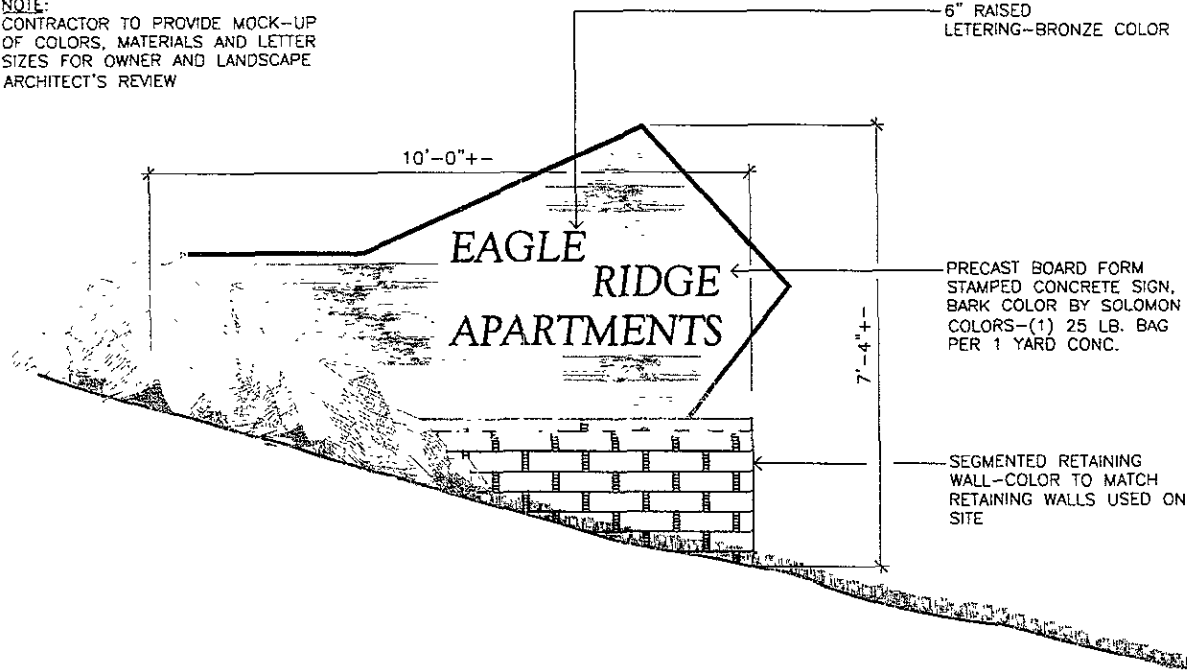 NOTE:
CONTRACTOR TO PROVIDE MOCK-UP
OF COLORS, MATERIALS AND LETTER
SIZES FOR OWNER AND LANDSCAPE
ARCHITECT'S REVIEW
6" RAISED
LETERING-BRONZE COLOR
10'-0"+-
EAGLE
RIDGE
APARTMENTS
7'-4"+-
PRECAST BOARD FORM
STAMPED CONCRETE SIGN,
BARK COLOR BY SOLOMON
COLORS-(1) 25 LB. BAG
PER 1 YARD CONC.
SEGMENTED RETAINING
WALL-COLOR TO MATCH
RETAINING WALLS USED ON
SITE